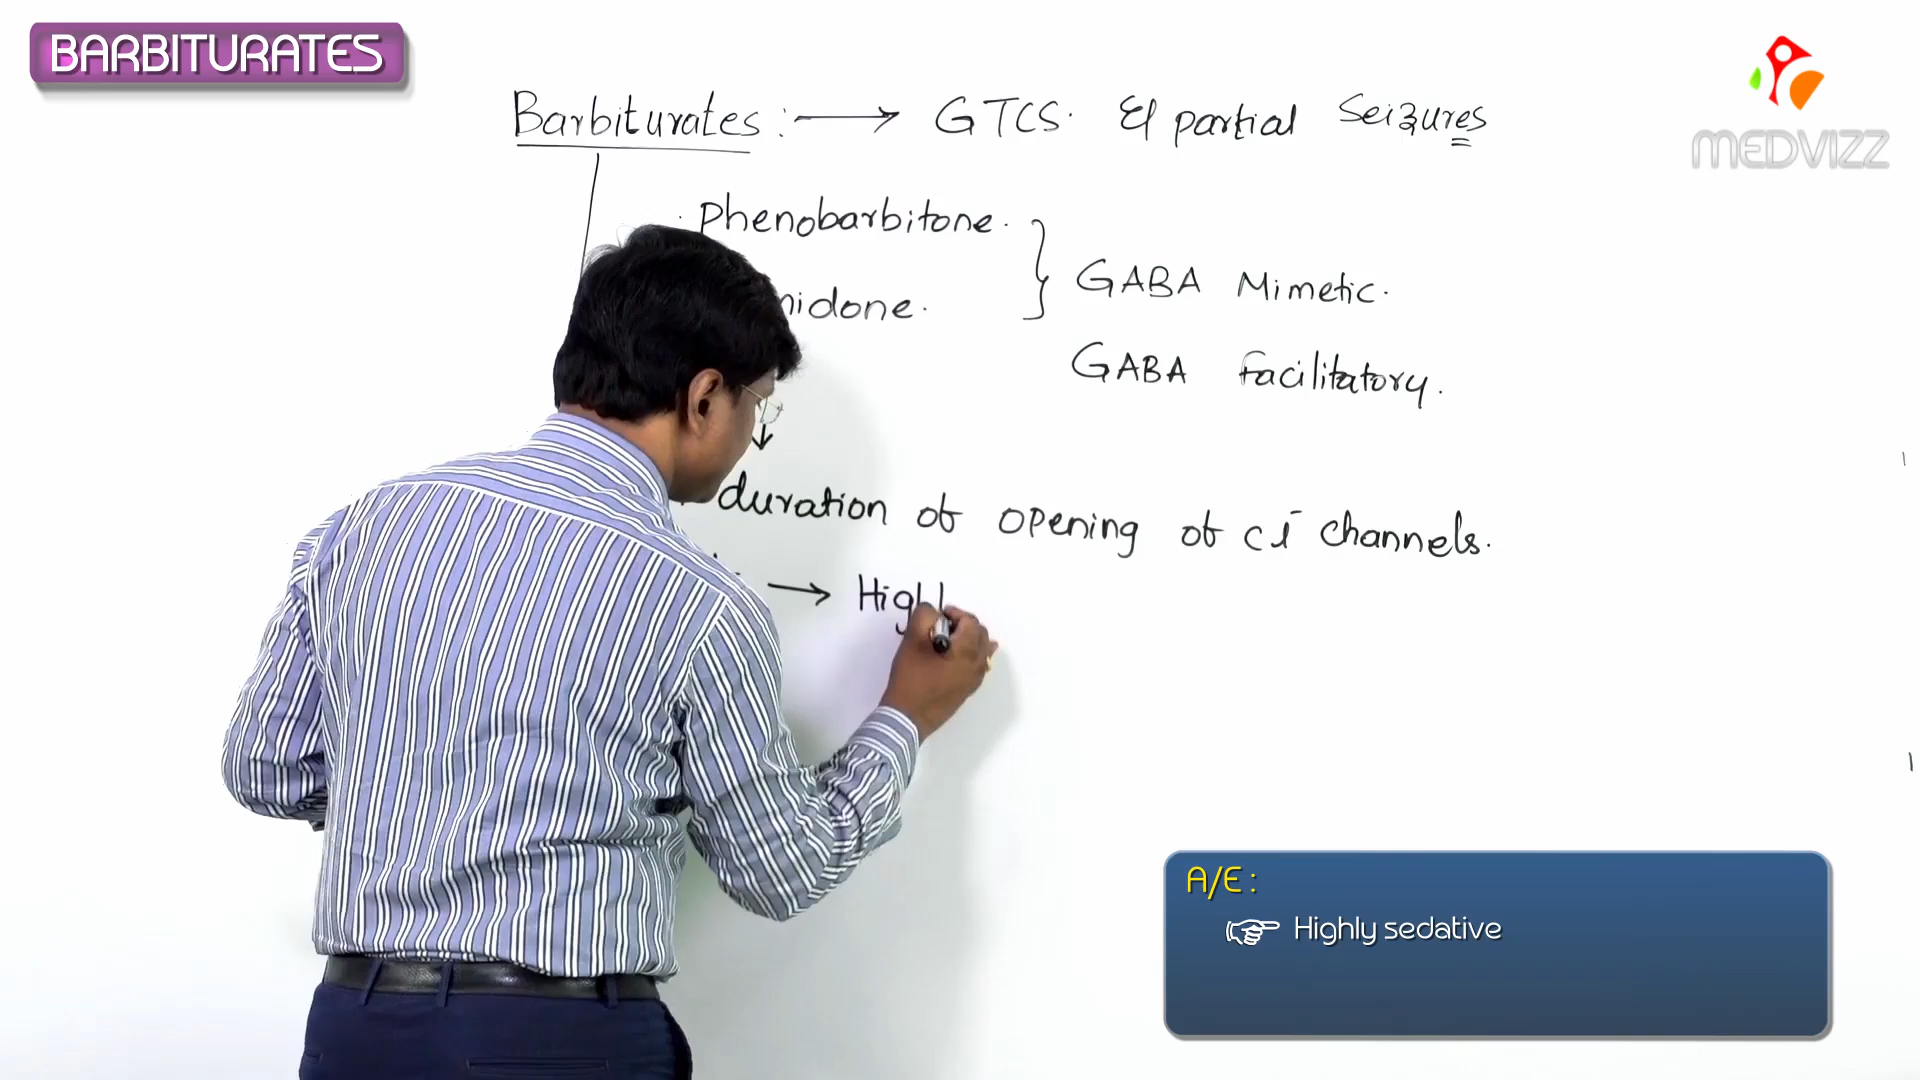 BARBITURATES
MEDVIZZ
Barbiturates : → GTCS. & partial Seizures
Phenobarbitone.
GABA Mimetic.
nidone.
GABA Facilitatory.
↓
duration of opening of cl⁻ channels.
→ Highl
A/E :
Highly sedative